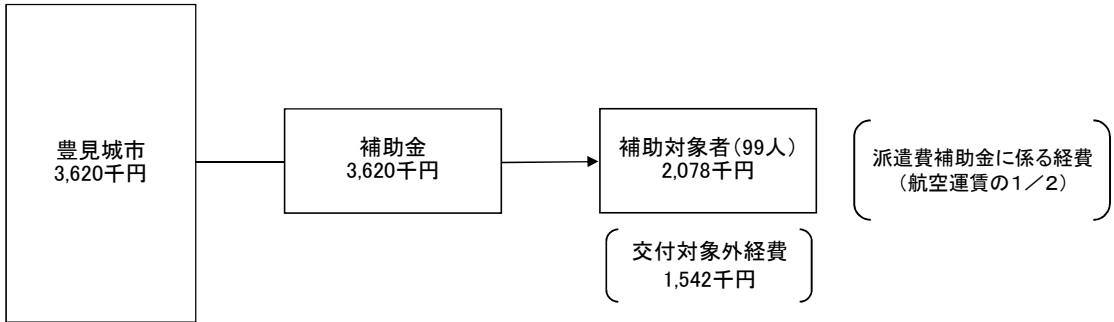 豊見城市
3,620千円
補助金
3,620千円
補助対象者(99人)
2,078千円
派遣費補助金に係る経費
(航空運賃の1/2)
交付対象外経費
1,542千円